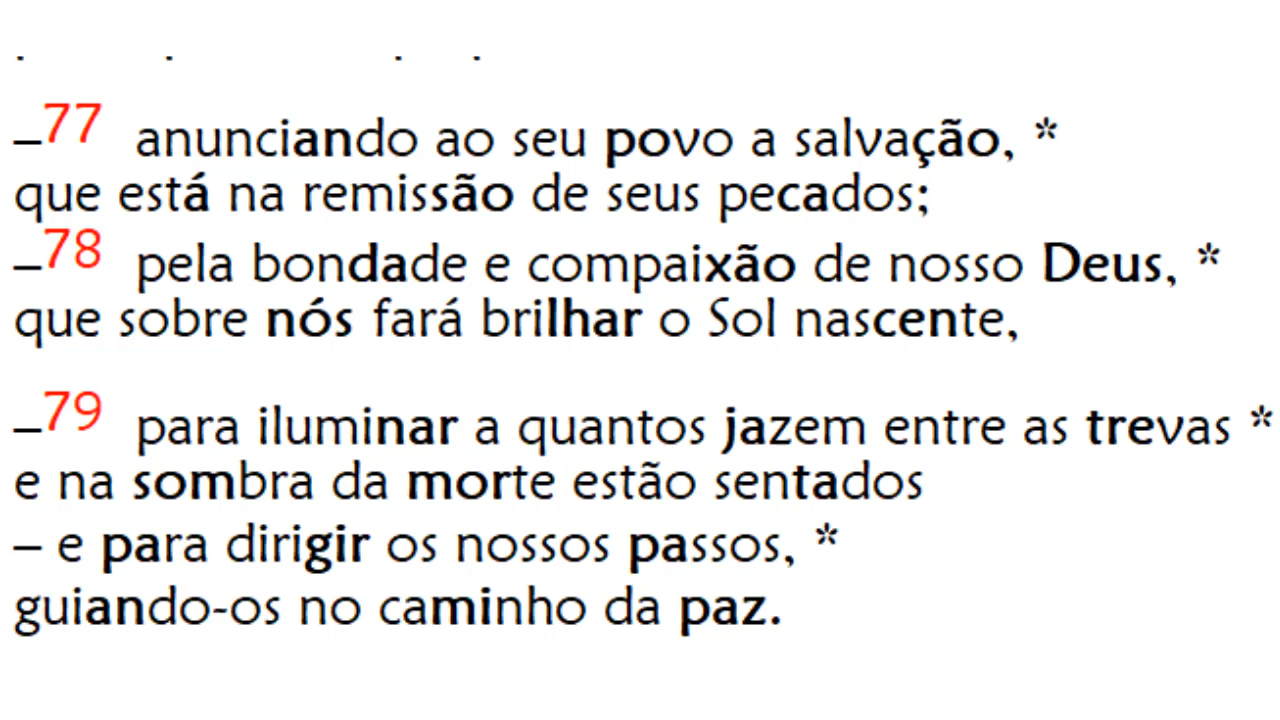 –77 anunciando ao seu povo a salvação, *
que está na remissão de seus pecados;
–78 pela bondade e compaixão de nosso Deus, *
que sobre nós fará brilhar o Sol nascente,
–79 para iluminar a quantos jazem entre as trevas *
e na sombra da morte estão sentados
– e para dirigir os nossos passos, *
guiando-os no caminho da paz.